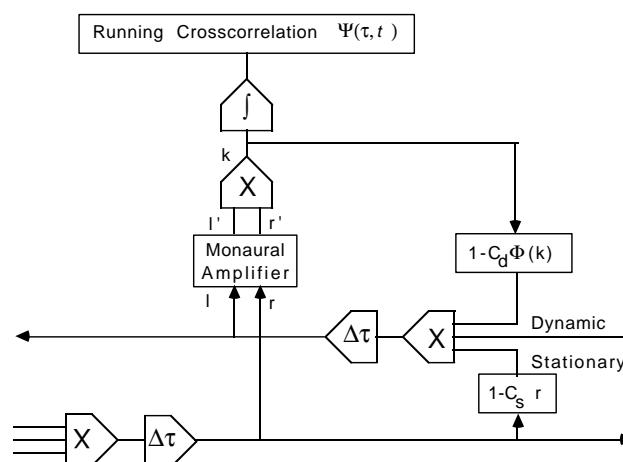 Running Crosscorrelation Ψ(τ,t)
∫
k
X
l' r'
Monaural
Amplifier
l r
1-C_dΦ(k)
Δτ X
Dynamic
Stationary
1-C_s r
X Δτ